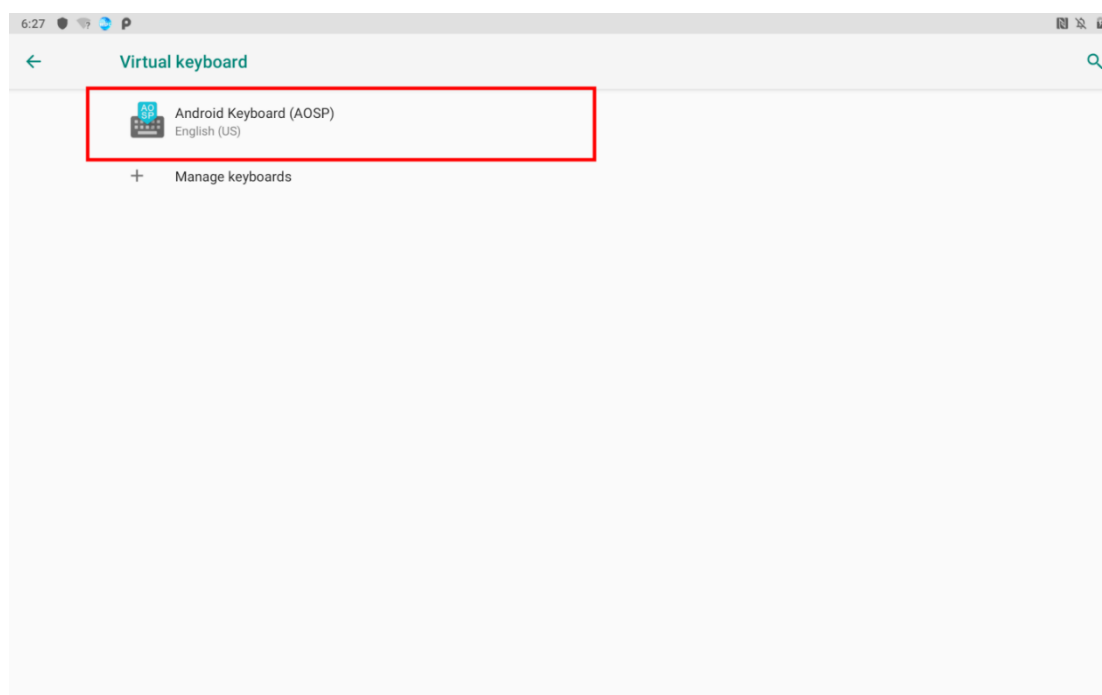 6:27
Virtual keyboard
AO
SP
Android Keyboard (AOSP)
English (US)
Manage keyboards